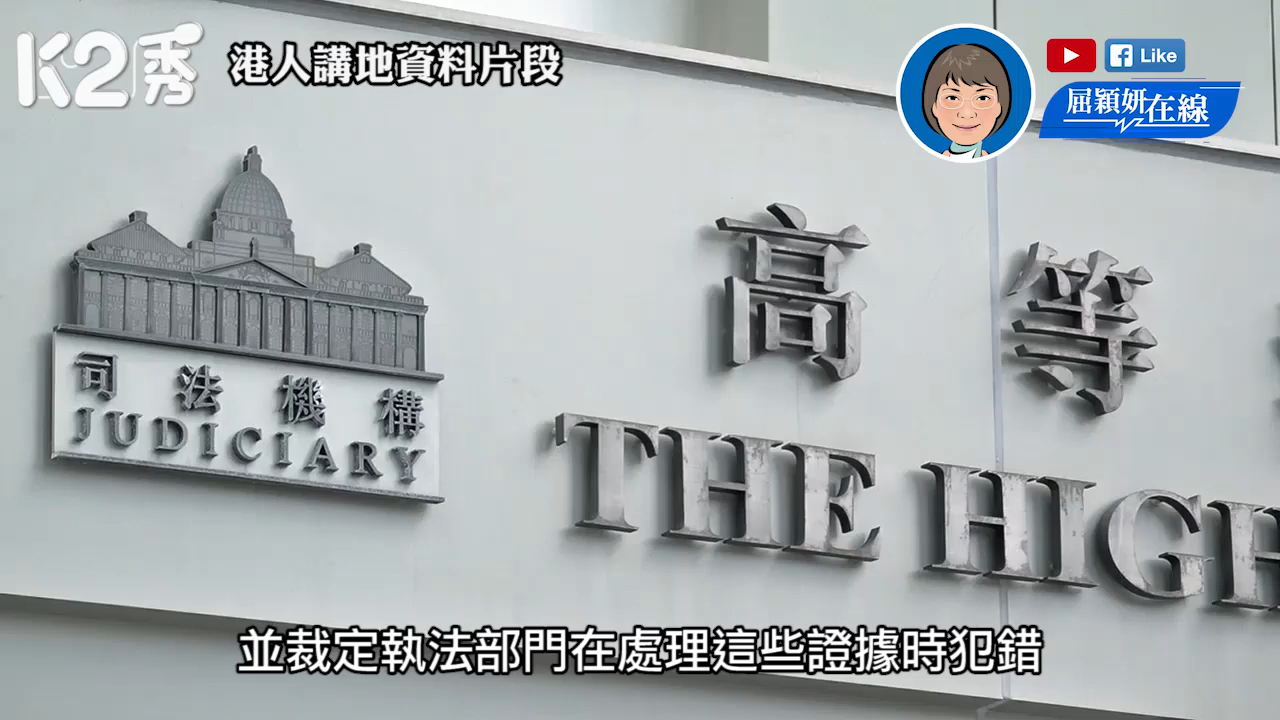 K2秀
港人講地資料片段
Like
屈穎妍在線
司法機構
JUDICIARY
高等
THE HIGH
並裁定執法部門在處理這些證據時犯錯